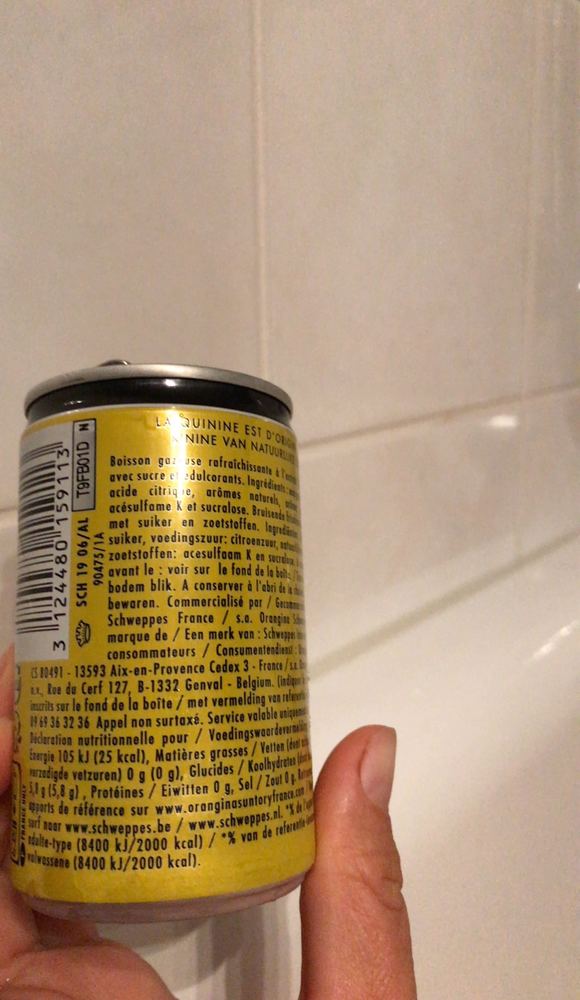 LA QUININE EST D'ORIGI
NINE VAN NATUURLIJ
Boisson gazeuse rafraîchissante à l'
avec sucre et édulcorants. Ingrédients:
acide citrique, arômes naturels,
acésulfame K et sucralose. Bruisende
met suiker en zoetstoffen. Ingrediën
suiker, voedingszuur: citroenzuur,
zoetstoffen: acesulfaam K en sucralose.
avant le : voir sur le fond de la boîte. /
bodem blik. A conserver à l'abri de la
bewaren. Commercialisé par /
Schweppes France / s.a. Orangina Sch
marque de / Een merk van : Schweppes
consommateurs / Consumentendienst :
CS 80491 - 13593 Aix-en-Provence Cedex 3 - France / s.a.
n.v., Rue du Cerf 127, B-1332 Genval - Belgium. (indique
inscrits sur le fond de la boîte / met vermelding van
09 69 36 32 36 Appel non surtaxé. Service valable uniquement
Déclaration nutritionnelle pour / Voedingswaardevermelding
Énergie 105 kJ (25 kcal), Matières grasses / Vetten
verzadigde vetzuren) 0 g (0 g), Glucides / Koolhydraten
5,8 g (5,8 g) , Protéines / Eiwitten 0 g, Sel / Zout 0 g.
apports de référence sur www.oranginasuntoryfrance.com.
surf naar www.schweppes.be / www.schweppes.nl. *%
adulte-type (8400 kJ/2000 kcal) / *% van de referentie-
volwassene (8400 kJ/2000 kcal).
3 124480 159113
T9FB01D M
SCH 19 06/AL
90475/1A
FRANCE ONLY